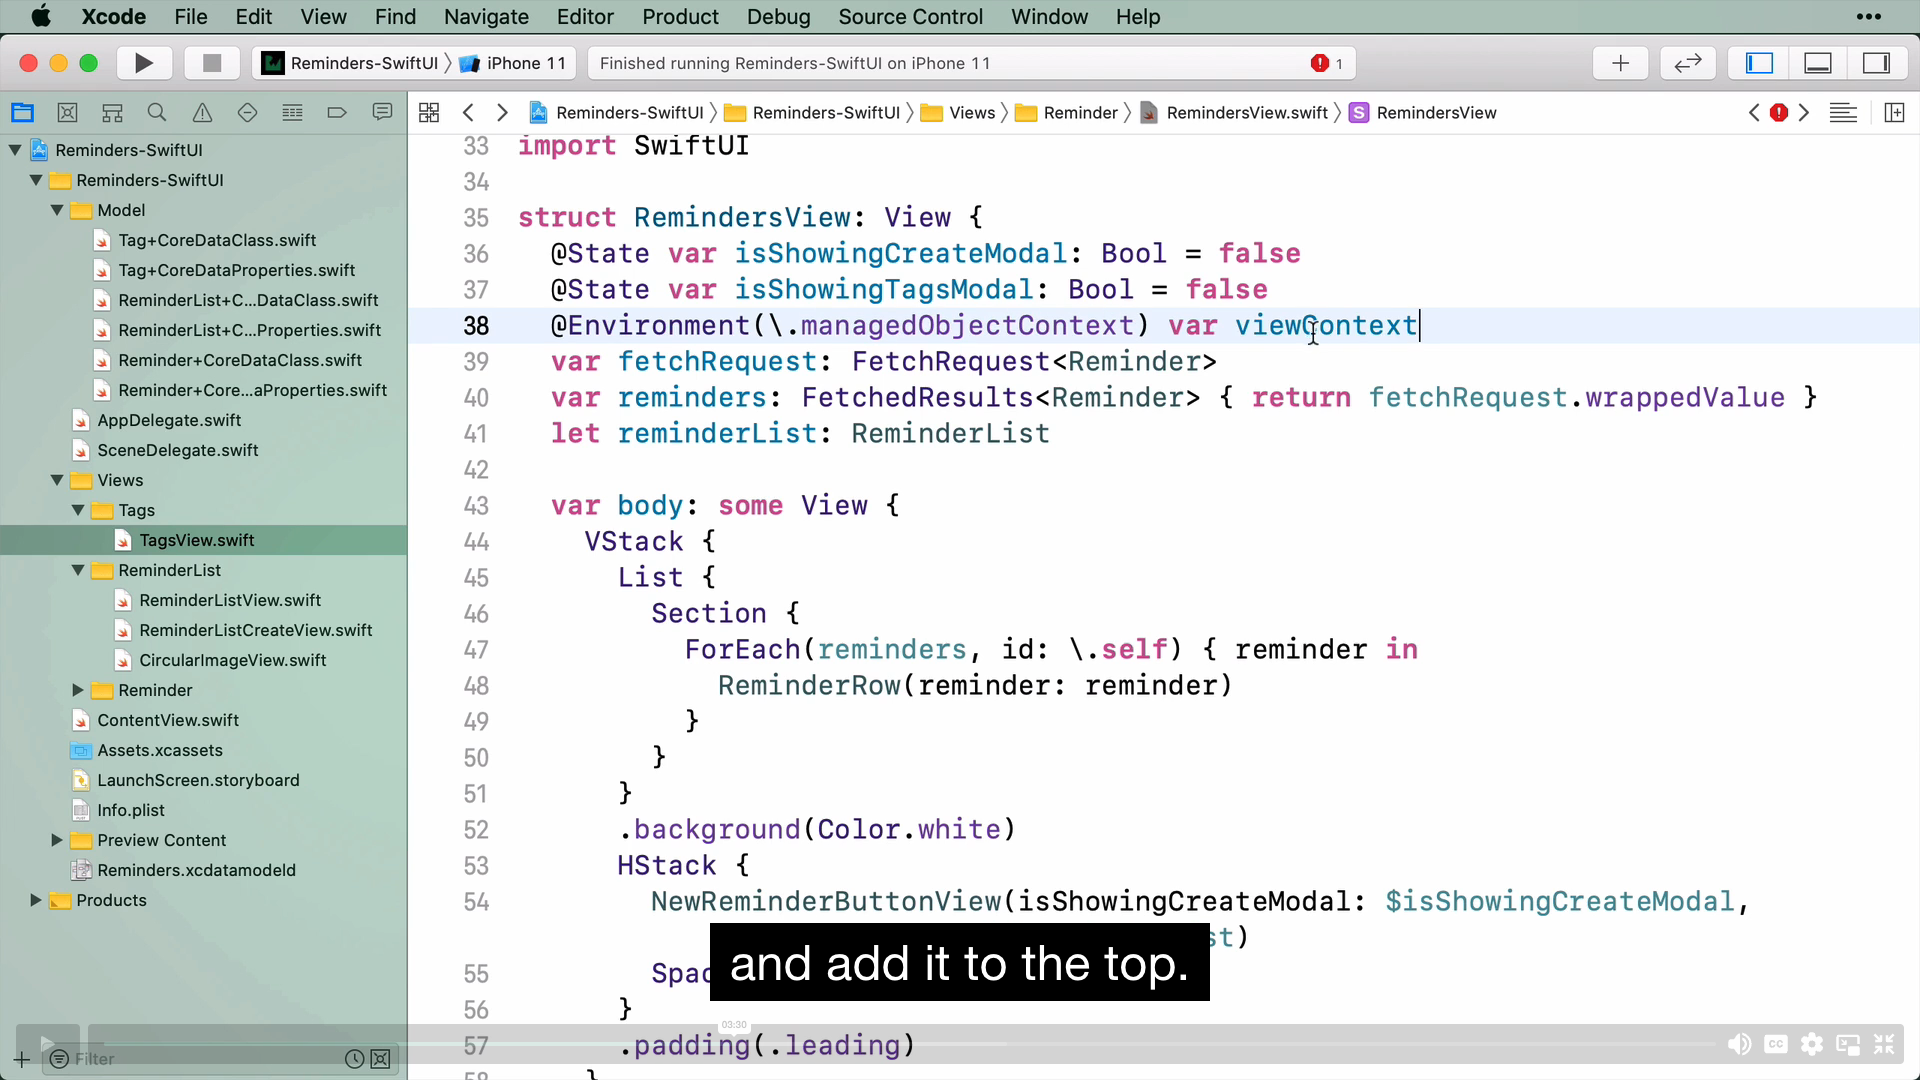 Xcode File Edit View Find Navigate Editor Product Debug Source Control Window Help •••
Reminders-SwiftUI 〉 iPhone 11
Finished running Reminders-SwiftUI on iPhone 11
1
Reminders-SwiftUI 〉 Reminders-SwiftUI 〉 Views 〉 Reminder 〉 RemindersView.swift 〉 S RemindersView
Reminders-SwiftUI
Reminders-SwiftUI
Model
Tag+CoreDataClass.swift
Tag+CoreDataProperties.swift
ReminderList+C...DataClass.swift
ReminderList+C...Properties.swift
Reminder+CoreDataClass.swift
Reminder+Core...aProperties.swift
AppDelegate.swift
SceneDelegate.swift
Views
Tags
TagsView.swift
ReminderList
ReminderListView.swift
ReminderListCreateView.swift
CircularImageView.swift
Reminder
ContentView.swift
Assets.xcassets
LaunchScreen.storyboard
Info.plist
Preview Content
Reminders.xcdatamodeld
Products
Filter
33 import SwiftUI
34
35 struct RemindersView: View {
36 @State var isShowingCreateModal: Bool = false
37 @State var isShowingTagsModal: Bool = false
38 @Environment(\.managedObjectContext) var viewContext
39 var fetchRequest: FetchRequest<Reminder>
40 var reminders: FetchedResults<Reminder> { return fetchRequest.wrappedValue }
41 let reminderList: ReminderList
42
43 var body: some View {
44 VStack {
45 List {
46 Section {
47 ForEach(reminders, id: \.self) { reminder in
48 ReminderRow(reminder: reminder)
49 }
50 }
51 }
52 .background(Color.white)
53 HStack {
54 NewReminderButtonView(isShowingCreateModal: $isShowingCreateModal,
st)
55 Spac
56 }
57 .padding(.leading)
58 }
and add it to the top.
03:30
CC